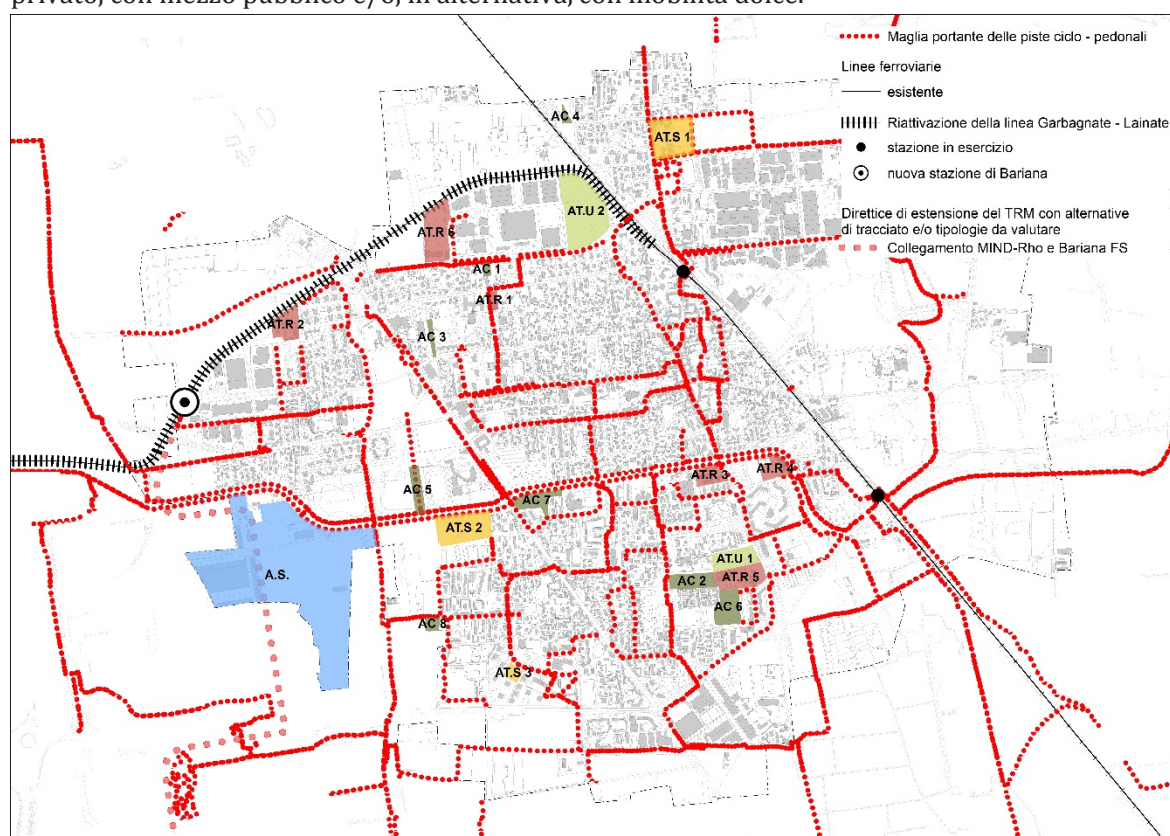 privato, con mezzo pubblico e/o, in alternativa, con mobilità dolce.
Maglia portante delle piste ciclo - pedonali
Linee ferroviarie
esistente
Riattivazione della linea Garbagnate - Lainate
stazione in esercizio
nuova stazione di Bariana
Direttice di estensione del TRM con alternative
di tracciato e/o tipologie da valutare
Collegamento MIND-Rho e Bariana FS
AC 4
AT.S 1
AT.U 2
AT.R 6
AC 1
AT.R 1
AT.R 2
AC 3
AT.R 3
AT.R 4
AC 5
AC 7
AT.S 2
AT.U 1
A.S.
AC 2
AT.R 5
AC 6
AC 8
AT.S 3